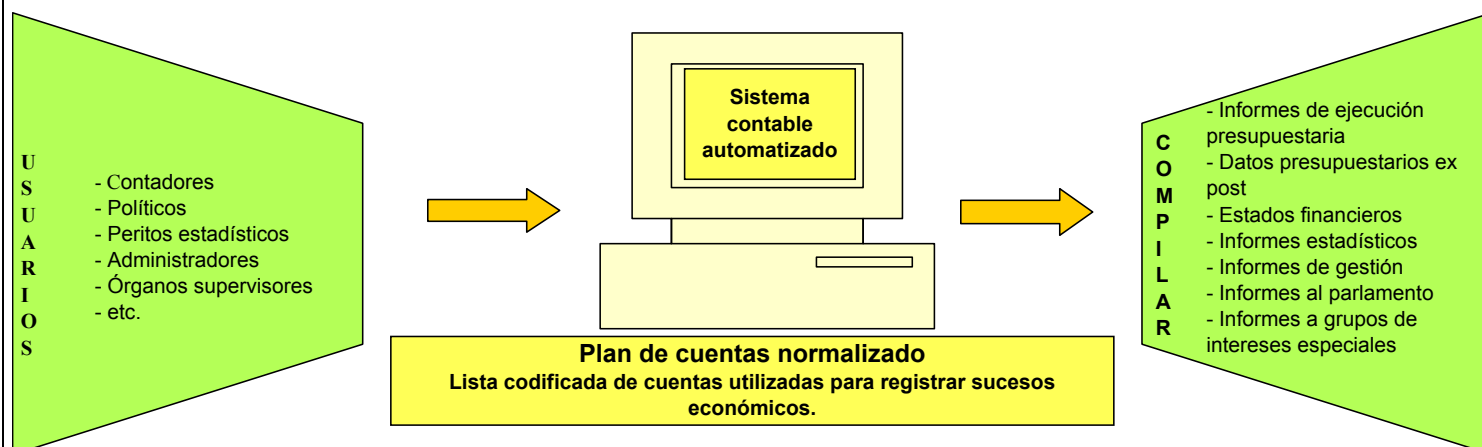 USUARIOS
- Contadores
- Políticos
- Peritos estadísticos
- Administradores
- Órganos supervisores
- etc.
Sistema
contable
automatizado
Plan de cuentas normalizado
Lista codificada de cuentas utilizadas para registrar sucesos
económicos.
COMPILAR
- Informes de ejecución
presupuestaria
- Datos presupuestarios ex
post
- Estados financieros
- Informes estadísticos
- Informes de gestión
- Informes al parlamento
- Informes a grupos de
intereses especiales